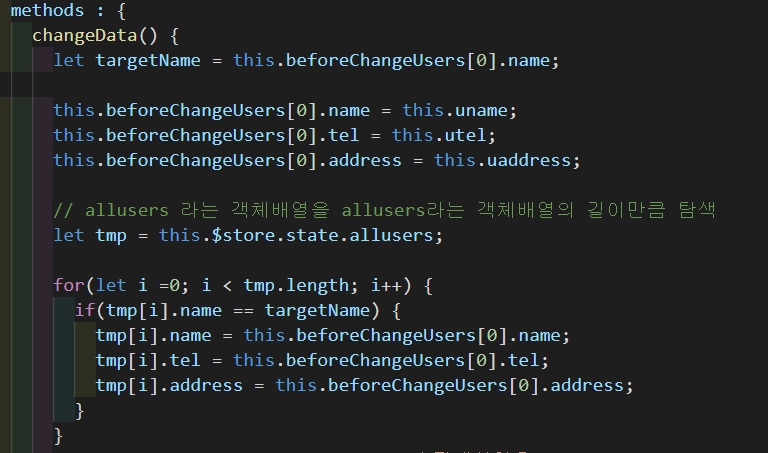 methods : {
changeData() {
let targetName = this.beforeChangeUsers[0].name;
this.beforeChangeUsers[0].name = this.uname;
this.beforeChangeUsers[0].tel = this.utel;
this.beforeChangeUsers[0].address = this.uaddress;
// allusers 라는 객체배열을 allusers라는 객체배열의 길이만큼 탐색
let tmp = this.$store.state.allusers;
for(let i =0; i < tmp.length; i++) {
if(tmp[i].name == targetName) {
tmp[i].name = this.beforeChangeUsers[0].name;
tmp[i].tel = this.beforeChangeUsers[0].tel;
tmp[i].address = this.beforeChangeUsers[0].address;
}
}